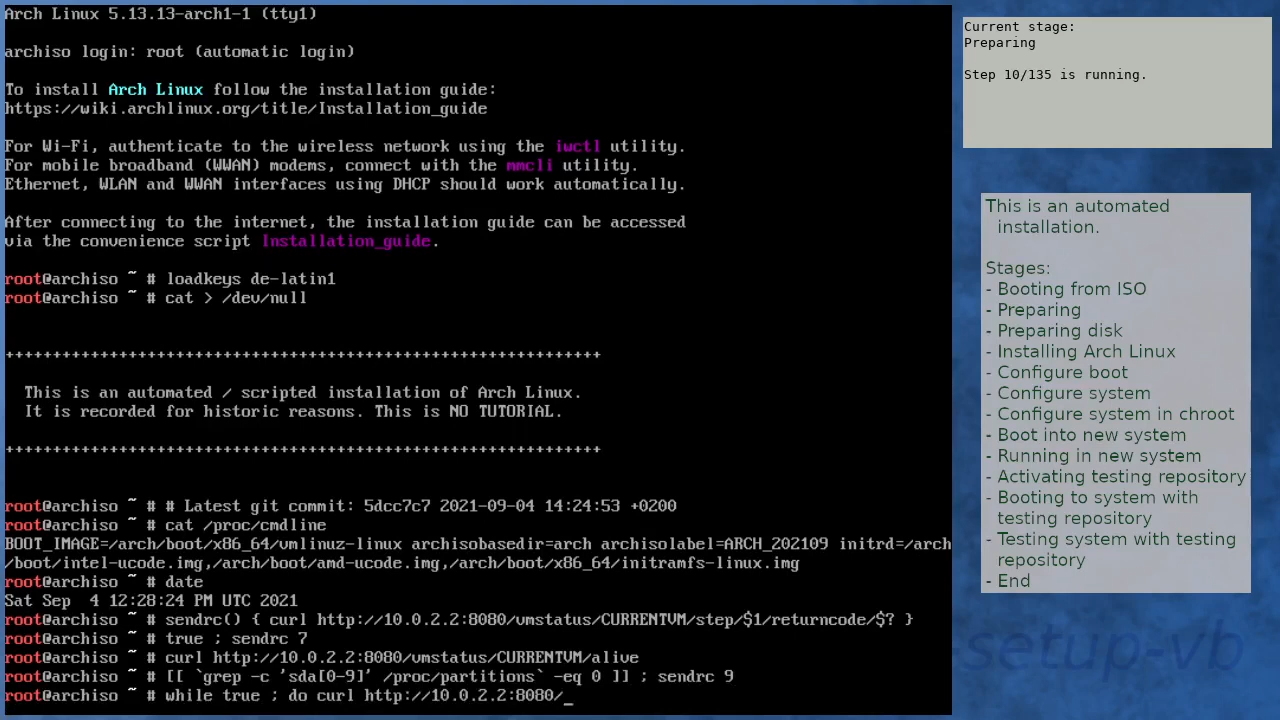 Arch Linux 5.13.13-arch1-1 (tty1)
archiso login: root (automatic login)
To install Arch Linux follow the installation guide:
https://wiki.archlinux.org/title/Installation_guide
For Wi-Fi, authenticate to the wireless network using the iwctl utility.
For mobile broadband (WWAN) modems, connect with the mmcli utility.
Ethernet, WLAN and WWAN interfaces using DHCP should work automatically.
After connecting to the internet, the installation guide can be accessed
via the convenience script Installation_guide.
root@archiso ~ # loadkeys de-latin1
root@archiso ~ # cat > /dev/null
+++++++++++++++++++++++++++++++++++++++++++++++++++++++++++++++
This is an automated / scripted installation of Arch Linux.
It is recorded for historic reasons. This is NO TUTORIAL.
+++++++++++++++++++++++++++++++++++++++++++++++++++++++++++++++
root@archiso ~ # # Latest git commit: 5dcc7c7 2021-09-04 14:24:53 +0200
root@archiso ~ # cat /proc/cmdline
BOOT_IMAGE=/arch/boot/x86_64/vmlinuz-linux archisobasedir=arch archisolabel=ARCH_202109 initrd=/arch
/boot/intel-ucode.img,/arch/boot/amd-ucode.img,/arch/boot/x86_64/initramfs-linux.img
root@archiso ~ # date
Sat Sep  4 12:28:24 PM UTC 2021
root@archiso ~ # sendrc() { curl http://10.0.2.2:8080/vmstatus/CURRENTVM/step/$1/returncode/$? }
root@archiso ~ # true ; sendrc 7
root@archiso ~ # curl http://10.0.2.2:8080/vmstatus/CURRENTVM/alive
root@archiso ~ # [[ `grep -c 'sda[0-9]' /proc/partitions` -eq 0 ]] ; sendrc 9
root@archiso ~ # while true ; do curl http://10.0.2.2:8080/_
Current stage:
Preparing
Step 10/135 is running.
This is an automated
installation.
Stages:
- Booting from ISO
- Preparing
- Preparing disk
- Installing Arch Linux
- Configure boot
- Configure system
- Configure system in chroot
- Boot into new system
- Running in new system
- Activating testing repository
- Booting to system with
testing repository
- Testing system with testing
repository
- End
-setup-vb